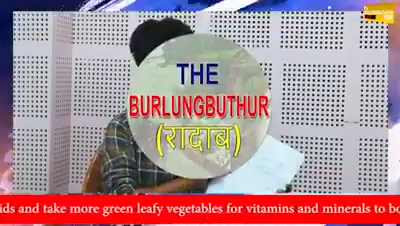 THE
BURLUNGBUTHUR
(रादाब)
ids and take more green leafy vegetables for vitamins and minerals to bo